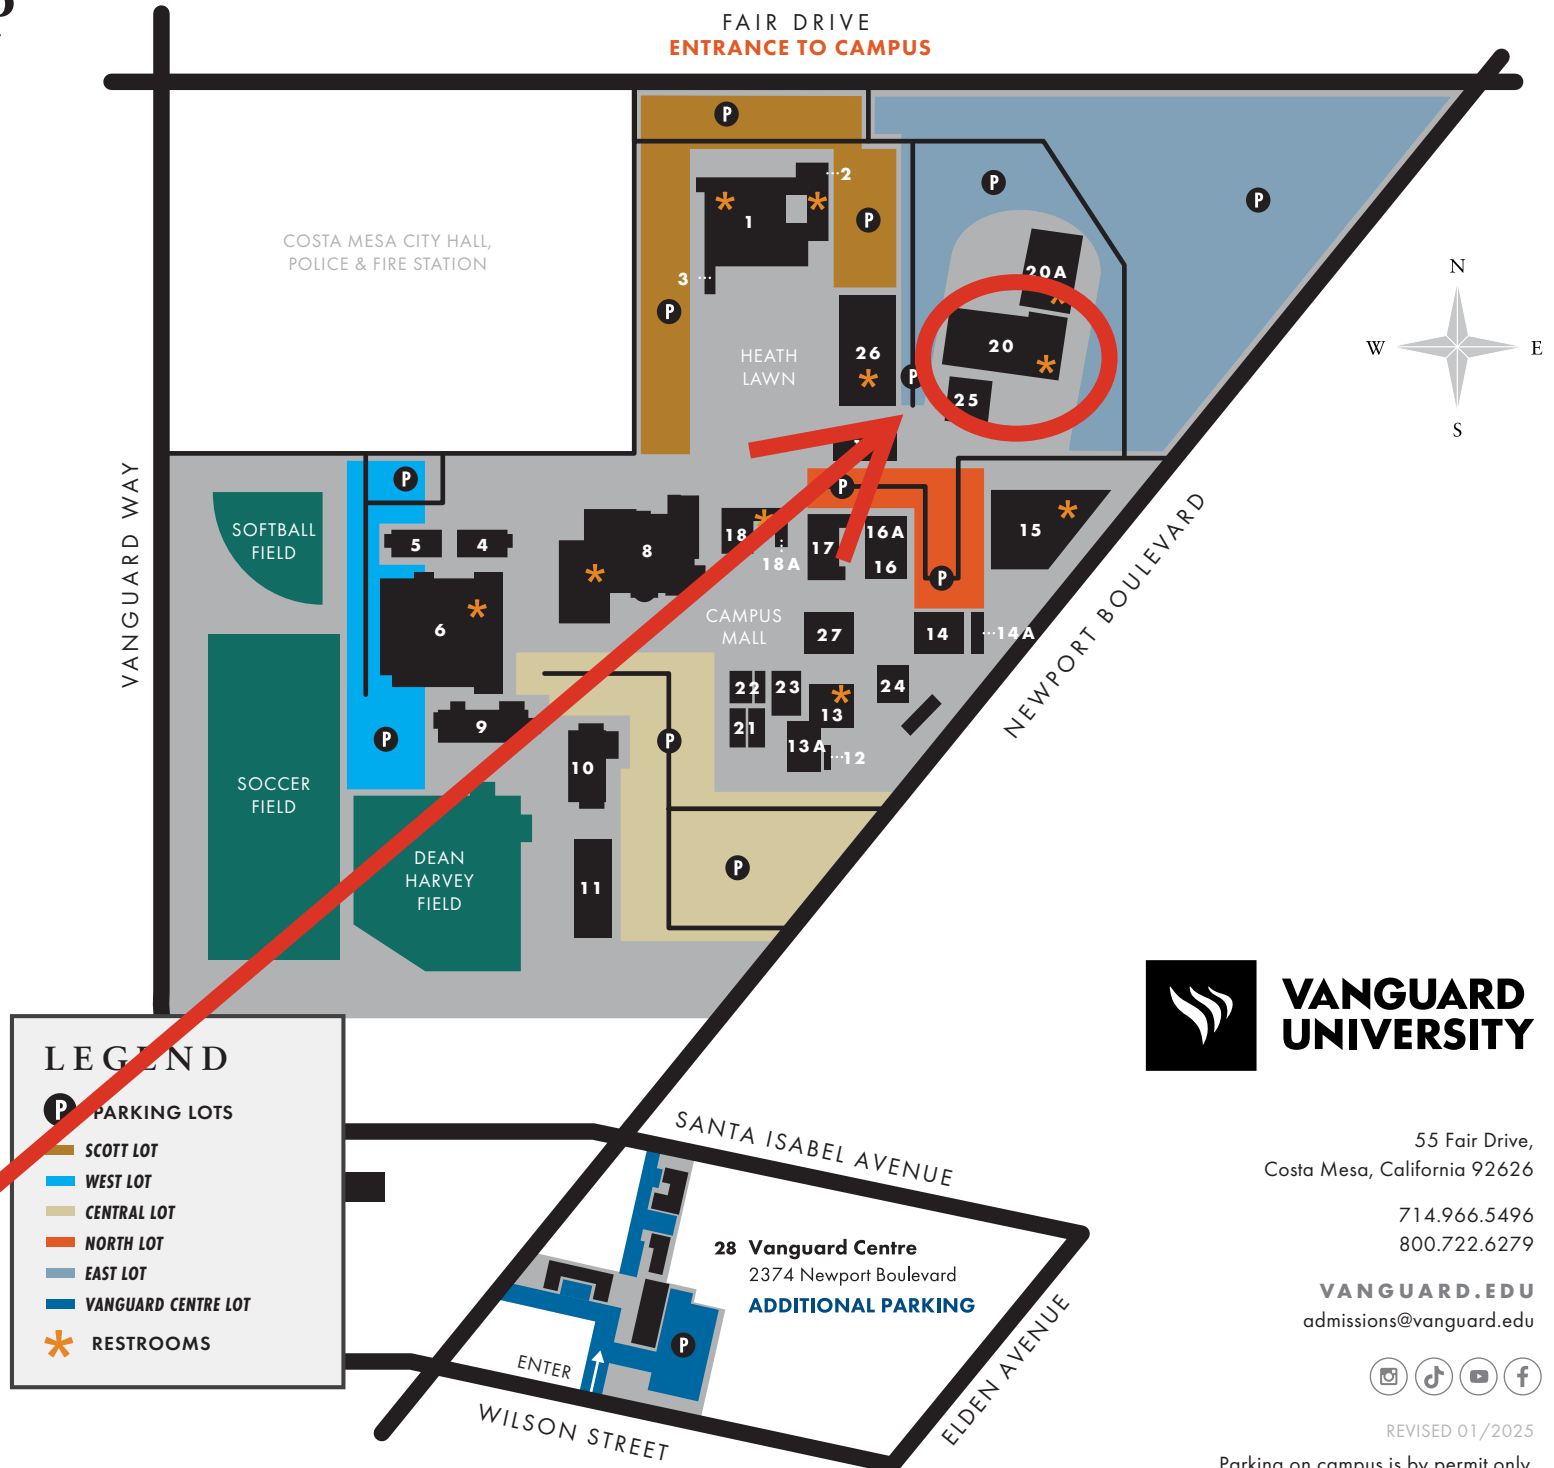 FAIR DRIVE
ENTRANCE TO CAMPUS
P
P
P
P
P
P
2
1
3
20A
20
25
26
COSTA MESA CITY HALL,
POLICE & FIRE STATION
HEATH
LAWN
N
W
E
S
VANGUARD WAY
NEWPORT BOULEVARD
SOFTBALL
FIELD
P
5
4
8
6
9
P
18
18A
17
16A
16
P
P
15
CAMPUS
MALL
27
14
14A
22
23
24
21
13
13A
12
10
11
P
P
SOCCER
FIELD
DEAN
HARVEY
FIELD
LEGEND
P PARKING LOTS
SCOTT LOT
WEST LOT
CENTRAL LOT
NORTH LOT
EAST LOT
VANGUARD CENTRE LOT
RESTROOMS
SANTA ISABEL AVENUE
28 Vanguard Centre
2374 Newport Boulevard
ADDITIONAL PARKING
P
ENTER
WILSON STREET
ELDEN AVENUE
VANGUARD
UNIVERSITY
55 Fair Drive,
Costa Mesa, California 92626
714.966.5496
800.722.6279
VANGUARD.EDU
admissions@vanguard.edu
REVISED 01/2025
Parking on campus is by permit only.